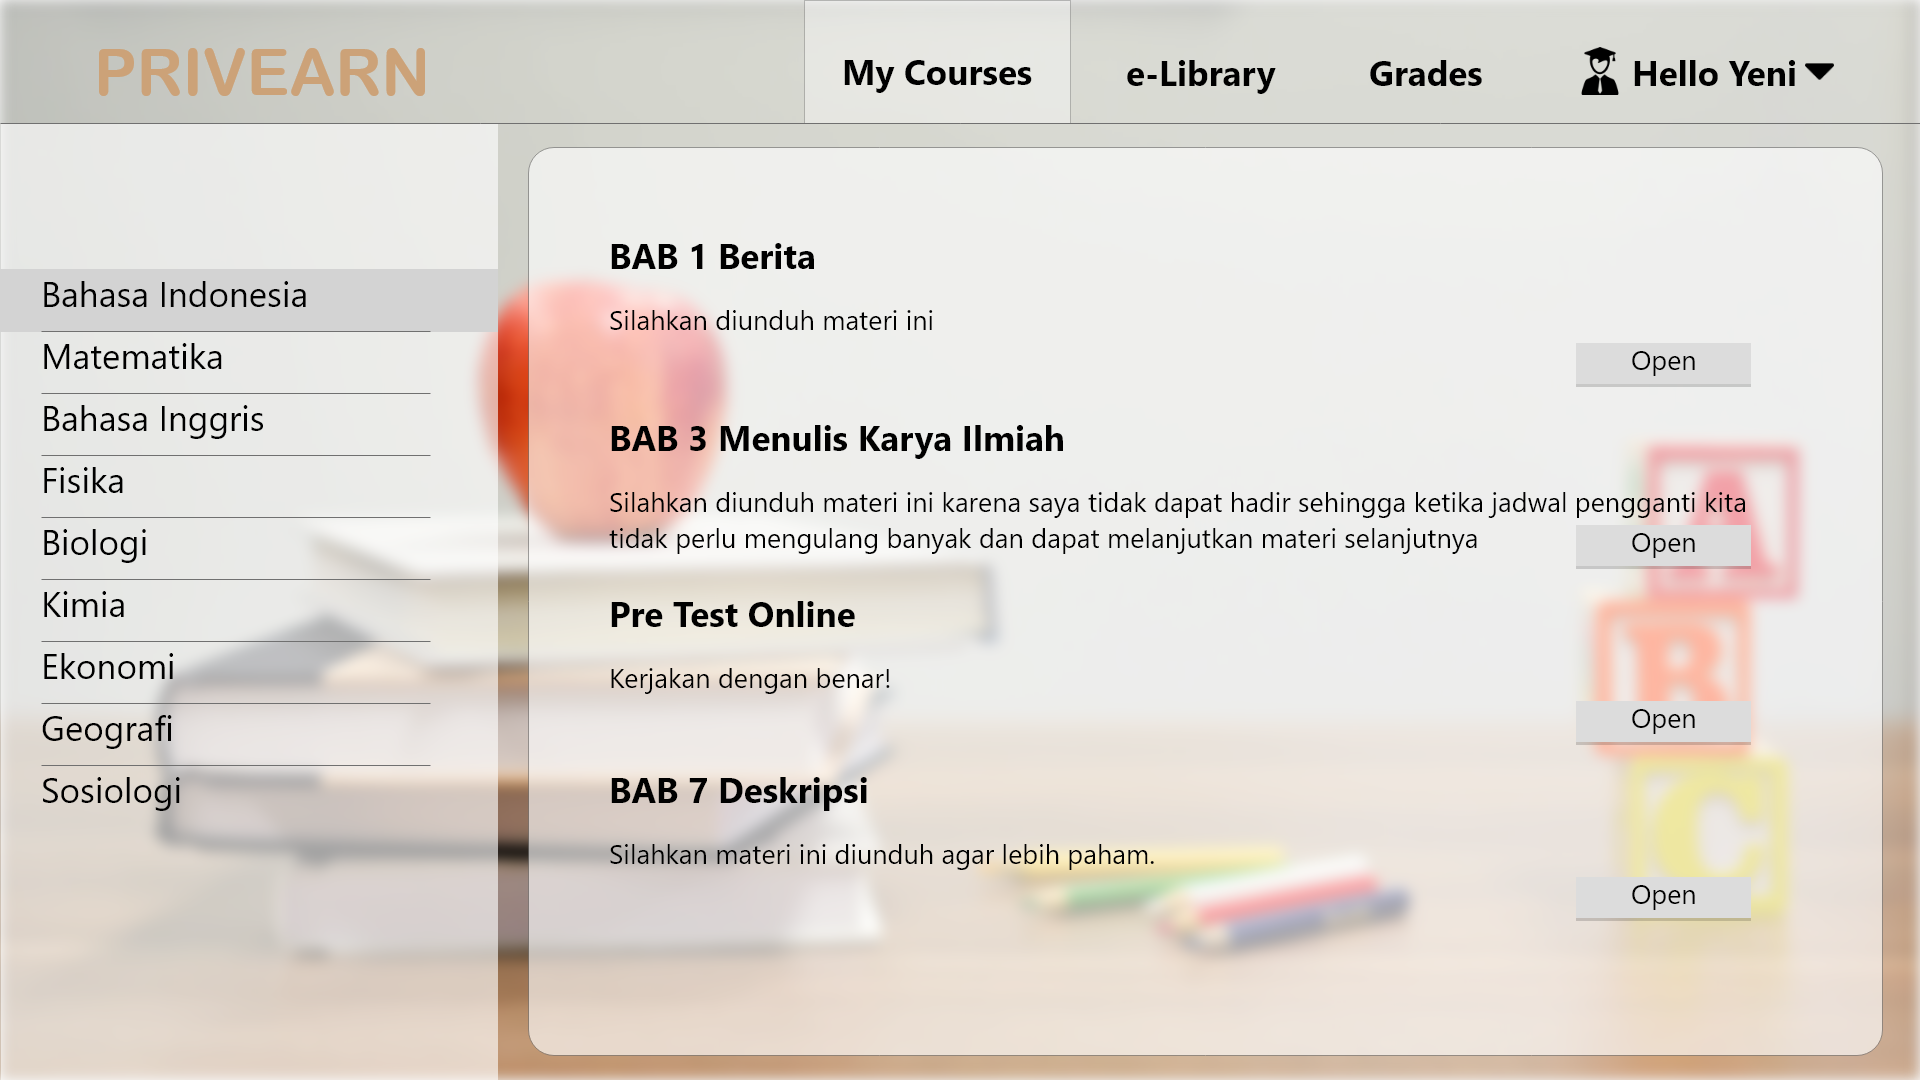 PRIVEARN
My Courses
e-Library
Grades
Hello Yeni
Bahasa Indonesia
Matematika
Bahasa Inggris
Fisika
Biologi
Kimia
Ekonomi
Geografi
Sosiologi
BAB 1 Berita
Silahkan diunduh materi ini
Open
BAB 3 Menulis Karya Ilmiah
Silahkan diunduh materi ini karena saya tidak dapat hadir sehingga ketika jadwal pengganti kita
tidak perlu mengulang banyak dan dapat melanjutkan materi selanjutnya
Open
Pre Test Online
Kerjakan dengan benar!
Open
BAB 7 Deskripsi
Silahkan materi ini diunduh agar lebih paham.
Open
A
B
C